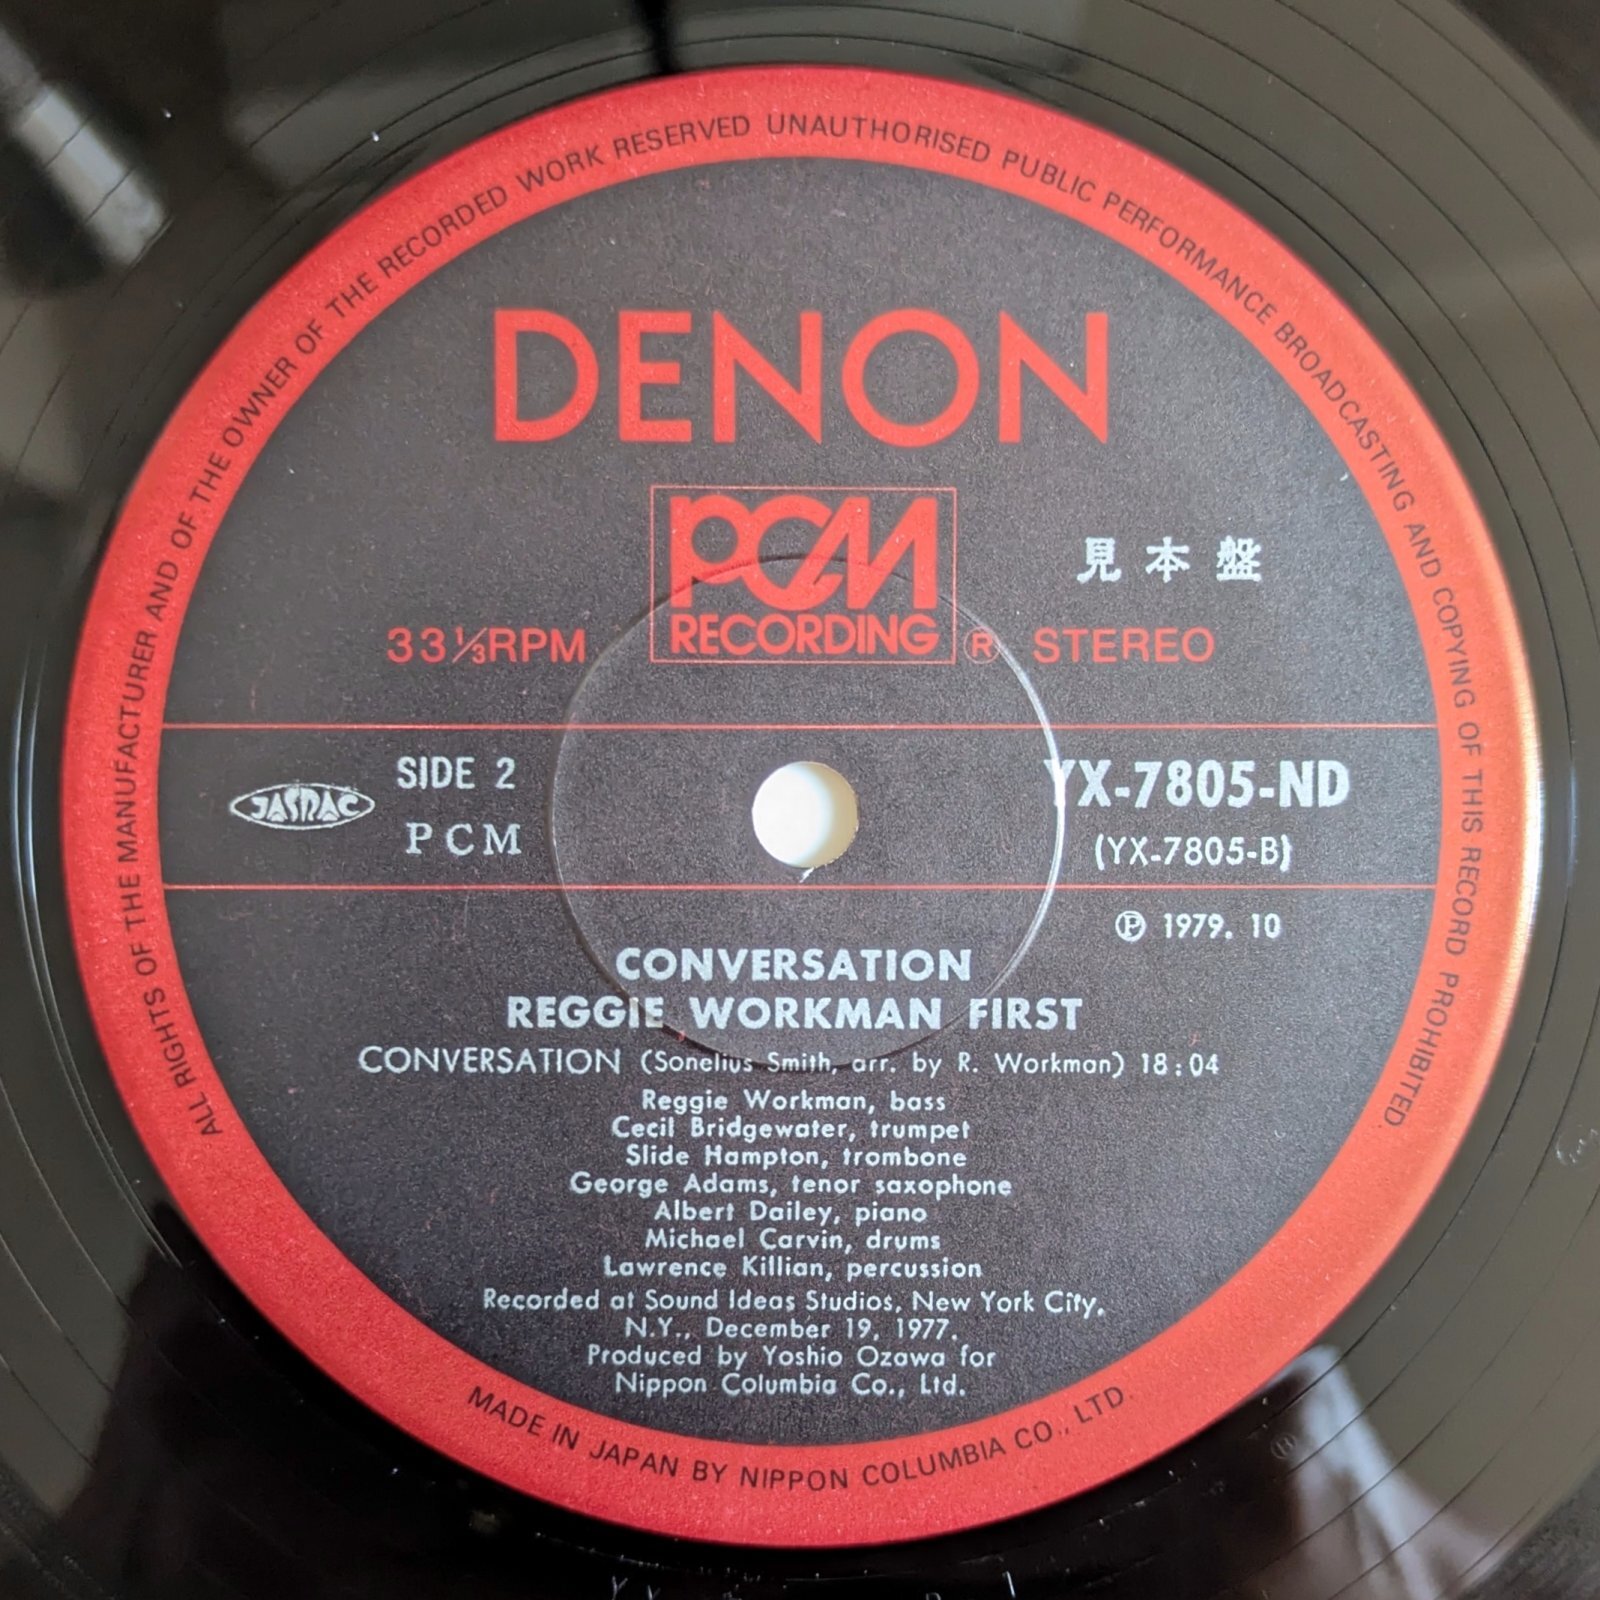 ALL RIGHTS OF THE MANUFACTURER AND OF THE OWNER OF THE RECORDED WORK RESERVED UNAUTHORISED PUBLIC PERFORMANCE BROADCASTING AND COPYING OF THIS RECORD PROHIBITED
DENON
PCM
RECORDING
見本盤
33⅓RPM
® STEREO
JASRAC
SIDE 2
PCM
YX-7805-ND
(YX-7805-B)
℗ 1979. 10
CONVERSATION
REGGIE WORKMAN FIRST
CONVERSATION (Sonelius Smith, arr. by R. Workman) 18:04
Reggie Workman, bass
Cecil Bridgewater, trumpet
Slide Hampton, trombone
George Adams, tenor saxophone
Albert Dailey, piano
Michael Carvin, drums
Lawrence Killian, percussion
Recorded at Sound Ideas Studios, New York City,
N.Y., December 19, 1977.
Produced by Yoshio Ozawa for
Nippon Columbia Co., Ltd.
MADE IN JAPAN BY NIPPON COLUMBIA CO., LTD.